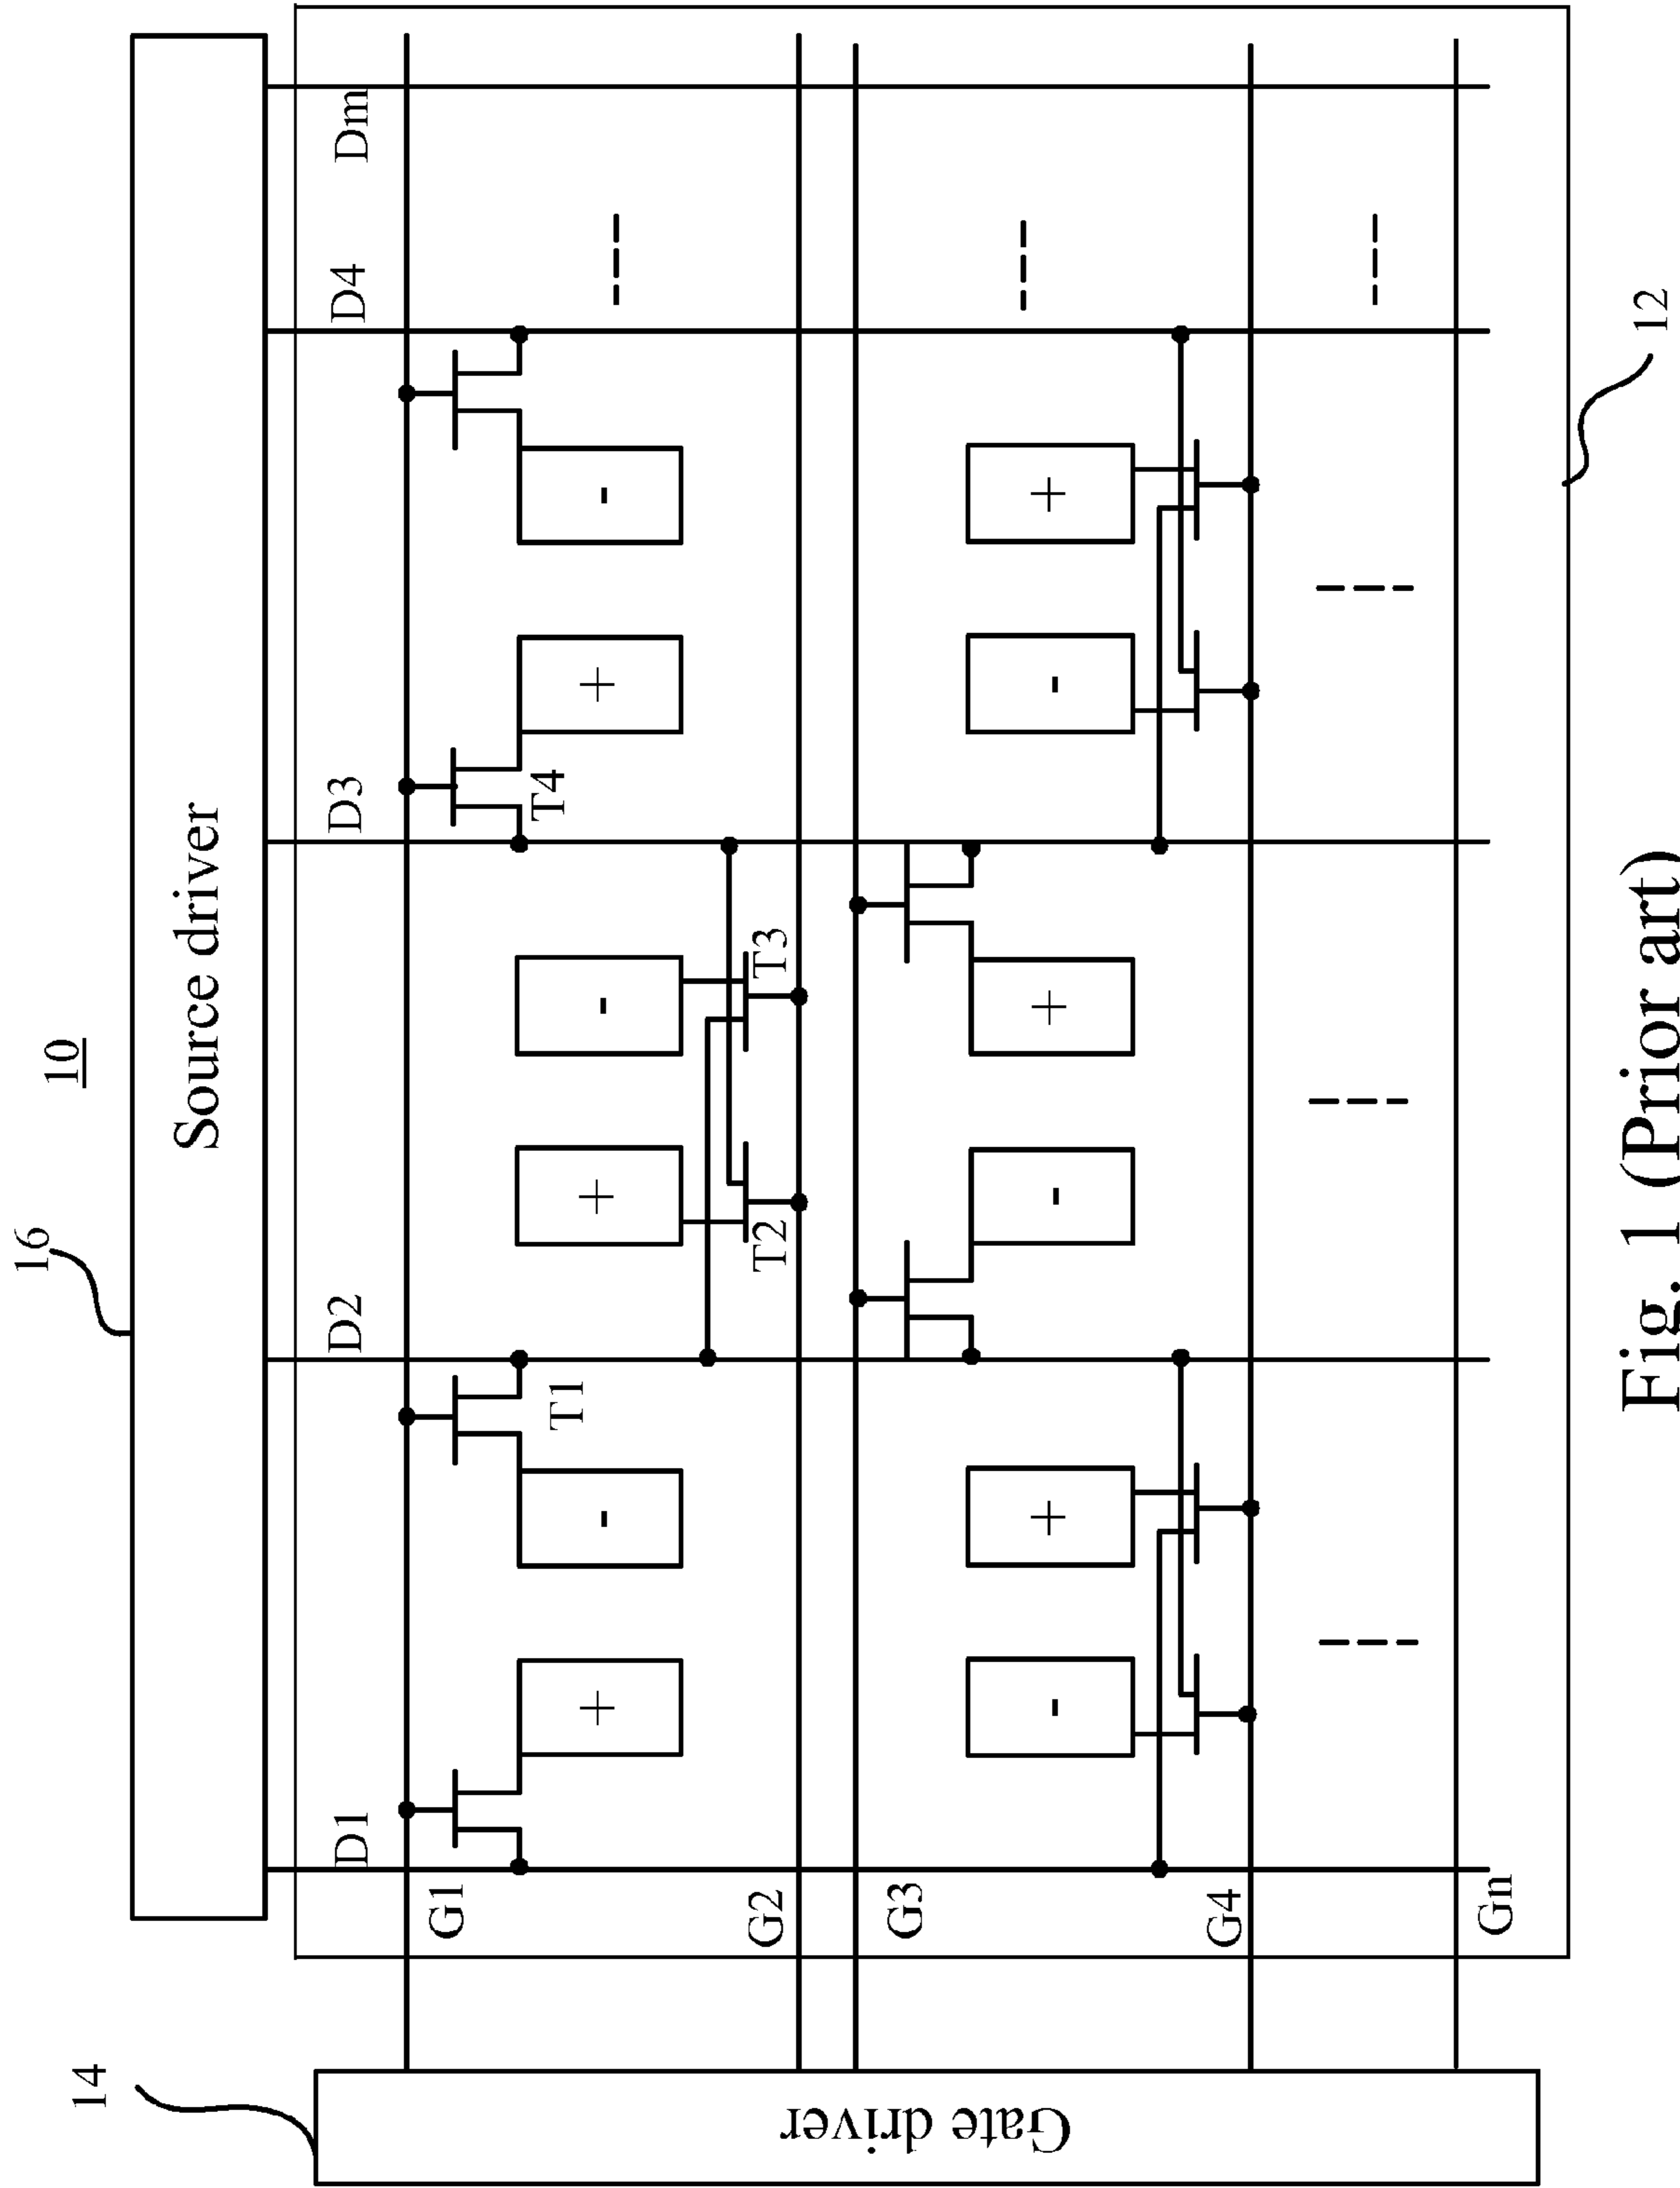 10
16
Source driver
14
Gate driver
D1
D2
D3
D4
Dm
G1
+
-
T1
+
-
T2
T3
T4
+
-
G2
G3
-
+
-
+
-
+
G4
Gn
12
Fig. 1 (Prior art)